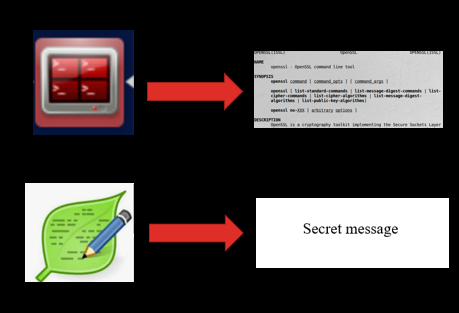 OPENSSL(1SSL) OpenSSL OPENSSL(1SSL)
NAME
openssl - OpenSSL command line tool
SYNOPSIS
openssl command [ command_opts ] [ command_args ]
openssl [ list-standard-commands | list-message-digest-commands | list-
cipher-commands | list-cipher-algorithms | list-message-digest-
algorithms | list-public-key-algorithms]
openssl no-XXX [ arbitrary options ]
DESCRIPTION
OpenSSL is a cryptography toolkit implementing the Secure Sockets Layer
Secret message